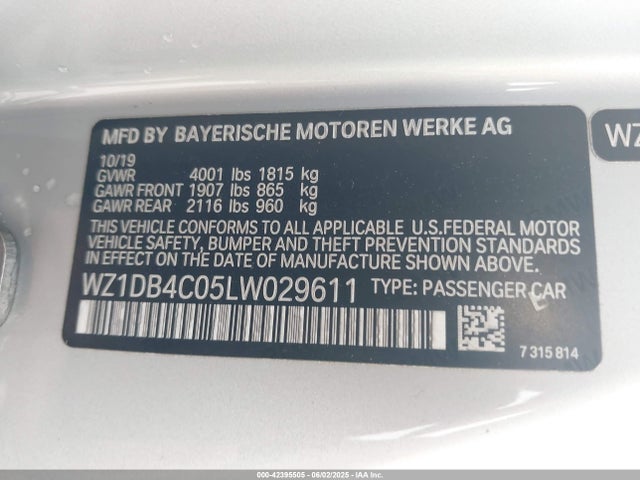 MFD BY BAYERISCHE MOTOREN WERKE AG
10/19
GVWR 4001 lbs 1815 kg
GAWR FRONT 1907 lbs 865 kg
GAWR REAR 2116 lbs 960 kg
THIS VEHICLE CONFORMS TO ALL APPLICABLE U.S.FEDERAL MOTOR
VEHICLE SAFETY, BUMPER AND THEFT PREVENTION STANDARDS
IN EFFECT ON THE DATE OF MANUFACTURE SHOWN ABOVE.
WZ1DB4C05LW029611 TYPE: PASSENGER CAR
7 315 814
WZ
000-42395505 - 06/02/2025 - IAA Inc.